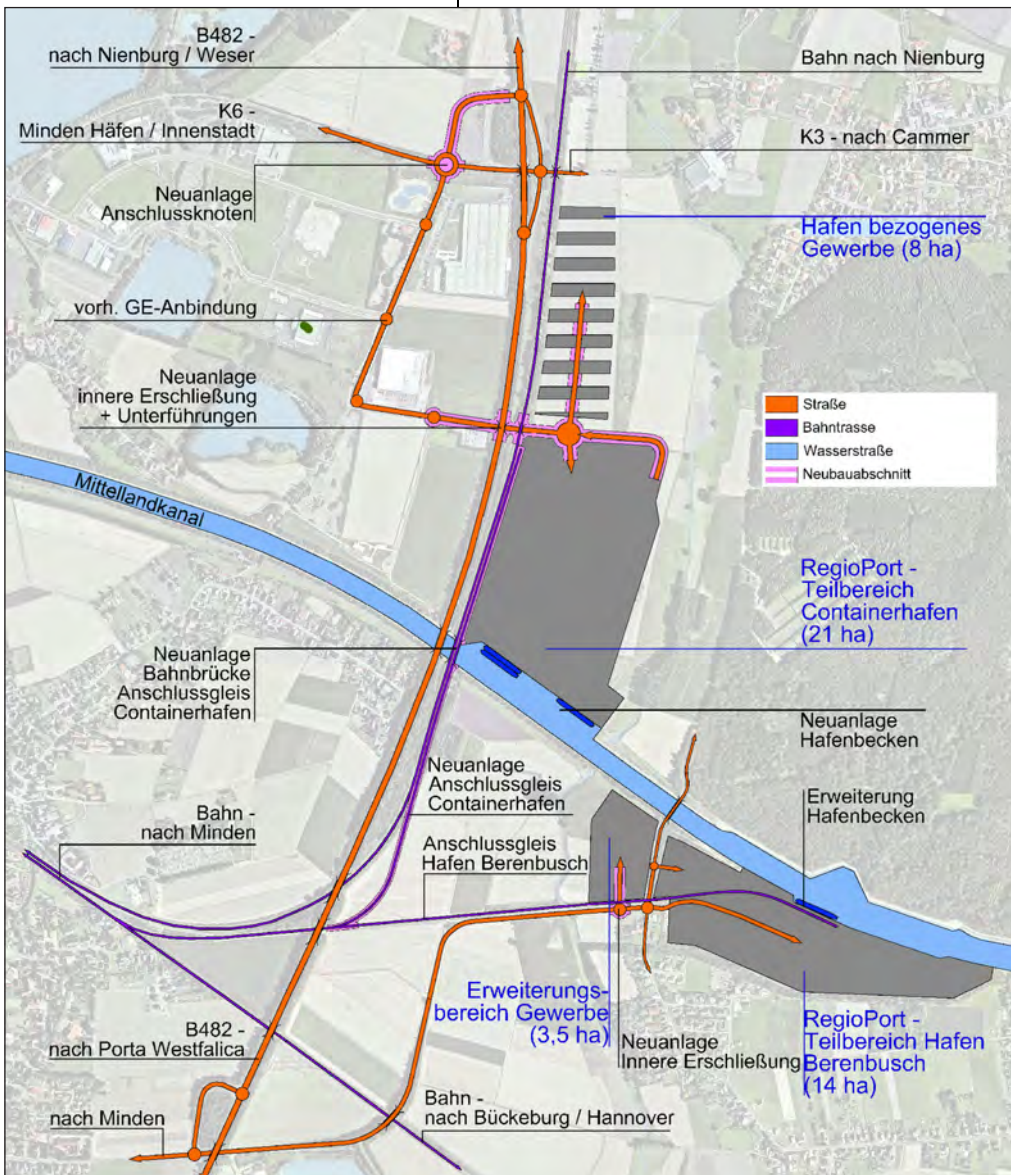 B482 -
nach Nienburg / Weser
Bahn nach Nienburg
K6 -
Minden Häfen / Innenstadt
K3 - nach Cammer
Neuanlage
Anschlussknoten
Hafen bezogenes
Gewerbe (8 ha)
vorh. GE-Anbindung
Neuanlage
innere Erschließung
+ Unterführungen
Straße
Bahntrasse
Wasserstraße
Neubauabschnitt
Mittellandkanal
RegioPort -
Teilbereich
Containerhafen
(21 ha)
Neuanlage
Bahnbrücke
Anschlussgleis
Containerhafen
Neuanlage
Hafenbecken
Neuanlage
Anschlussgleis
Containerhafen
Erweiterung
Hafenbecken
Bahn -
nach Minden
Anschlussgleis
Hafen Berenbusch
Erweiterungs-
bereich Gewerbe
(3,5 ha)
Neuanlage
Innere Erschließung
RegioPort -
Teilbereich Hafen
Berenbusch
(14 ha)
B482 -
nach Porta Westfalica
nach Minden
Bahn -
nach Bückeburg / Hannover